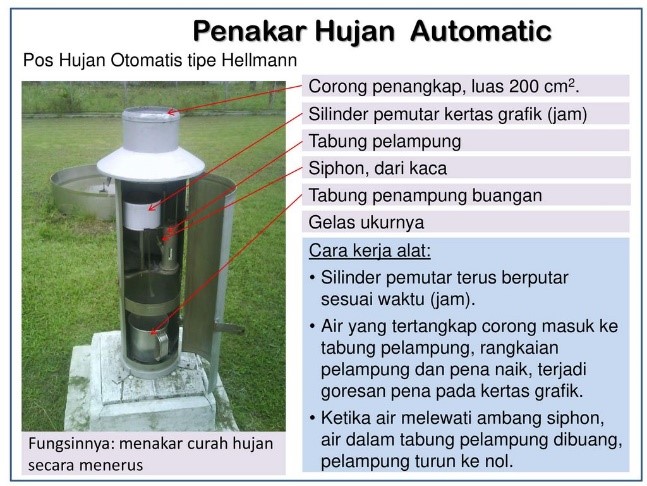 Penakar Hujan Automatic
Pos Hujan Otomatis tipe Hellmann
Corong penangkap, luas 200 cm².
Silinder pemutar kertas grafik (jam)
Tabung pelampung
Siphon, dari kaca
Tabung penampung buangan
Gelas ukurnya
Cara kerja alat:
• Silinder pemutar terus berputar
sesuai waktu (jam).
• Air yang tertangkap corong masuk ke
tabung pelampung, rangkaian
pelampung dan pena naik, terjadi
goresan pena pada kertas grafik.
• Ketika air melewati ambang siphon,
air dalam tabung pelampung dibuang,
pelampung turun ke nol.
Fungsinnya: menakar curah hujan
secara menerus